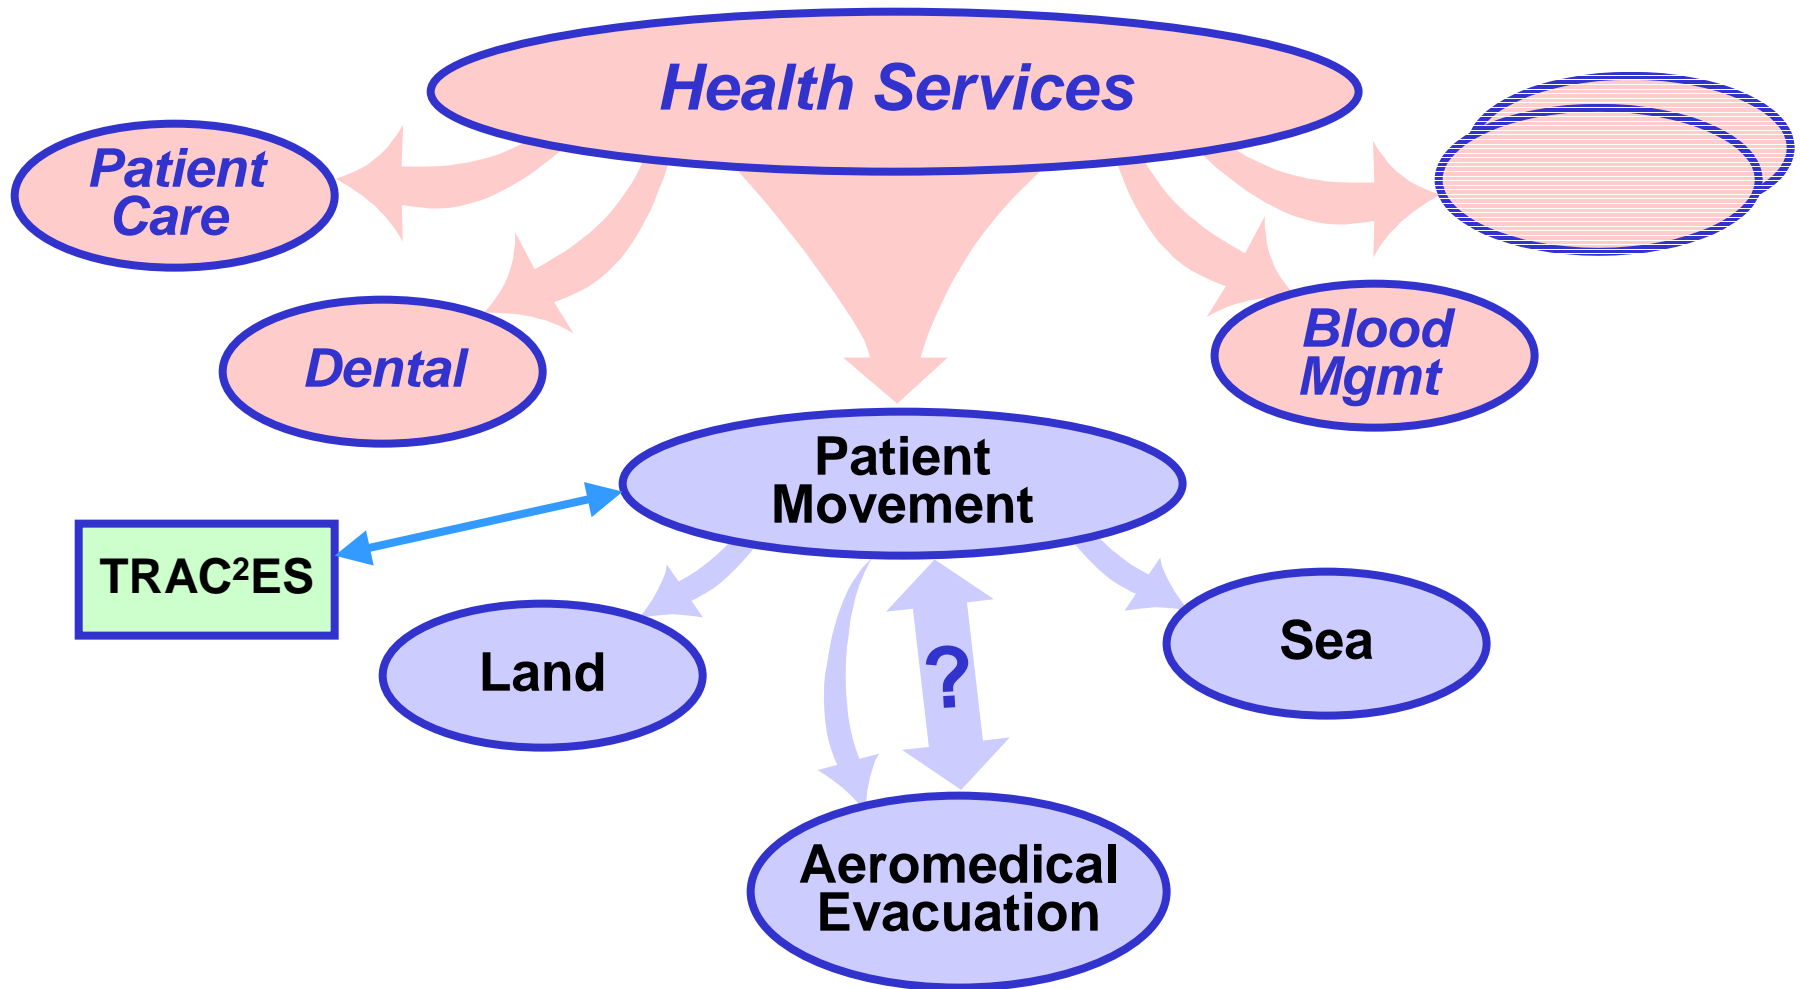 Health Services
Patient
Care
Dental
Blood
Mgmt
Patient
Movement
TRAC²ES
Land
?
Sea
Aeromedical
Evacuation